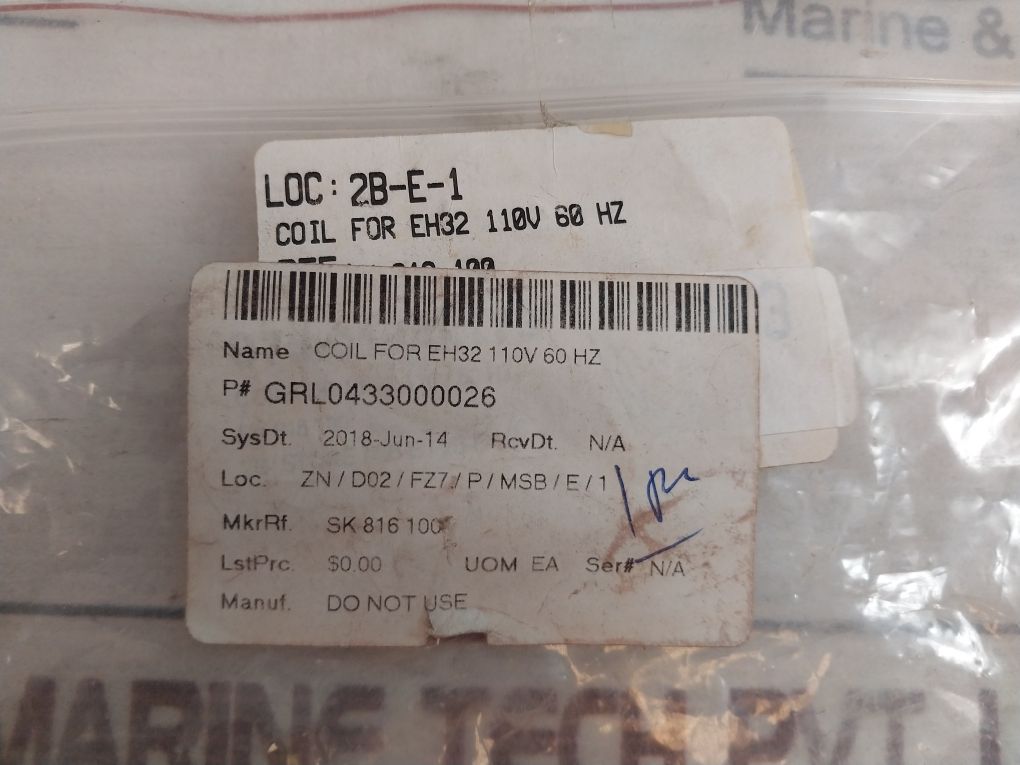 Marine &
LOC: 2B-E-1
COIL FOR EH32 110V 60 HZ
Name COIL FOR EH32 110V 60 HZ
P# GRL0433000026
SysDt. 2018-Jun-14 RcvDt. N/A
Loc. ZN / D02 / FZ7 / P / MSB / E / 1
MkrRf. SK 816 100
LstPrc. $0.00 UOM EA Ser# N/A
Manuf. DO NOT USE
MARINE TECH PVT. L